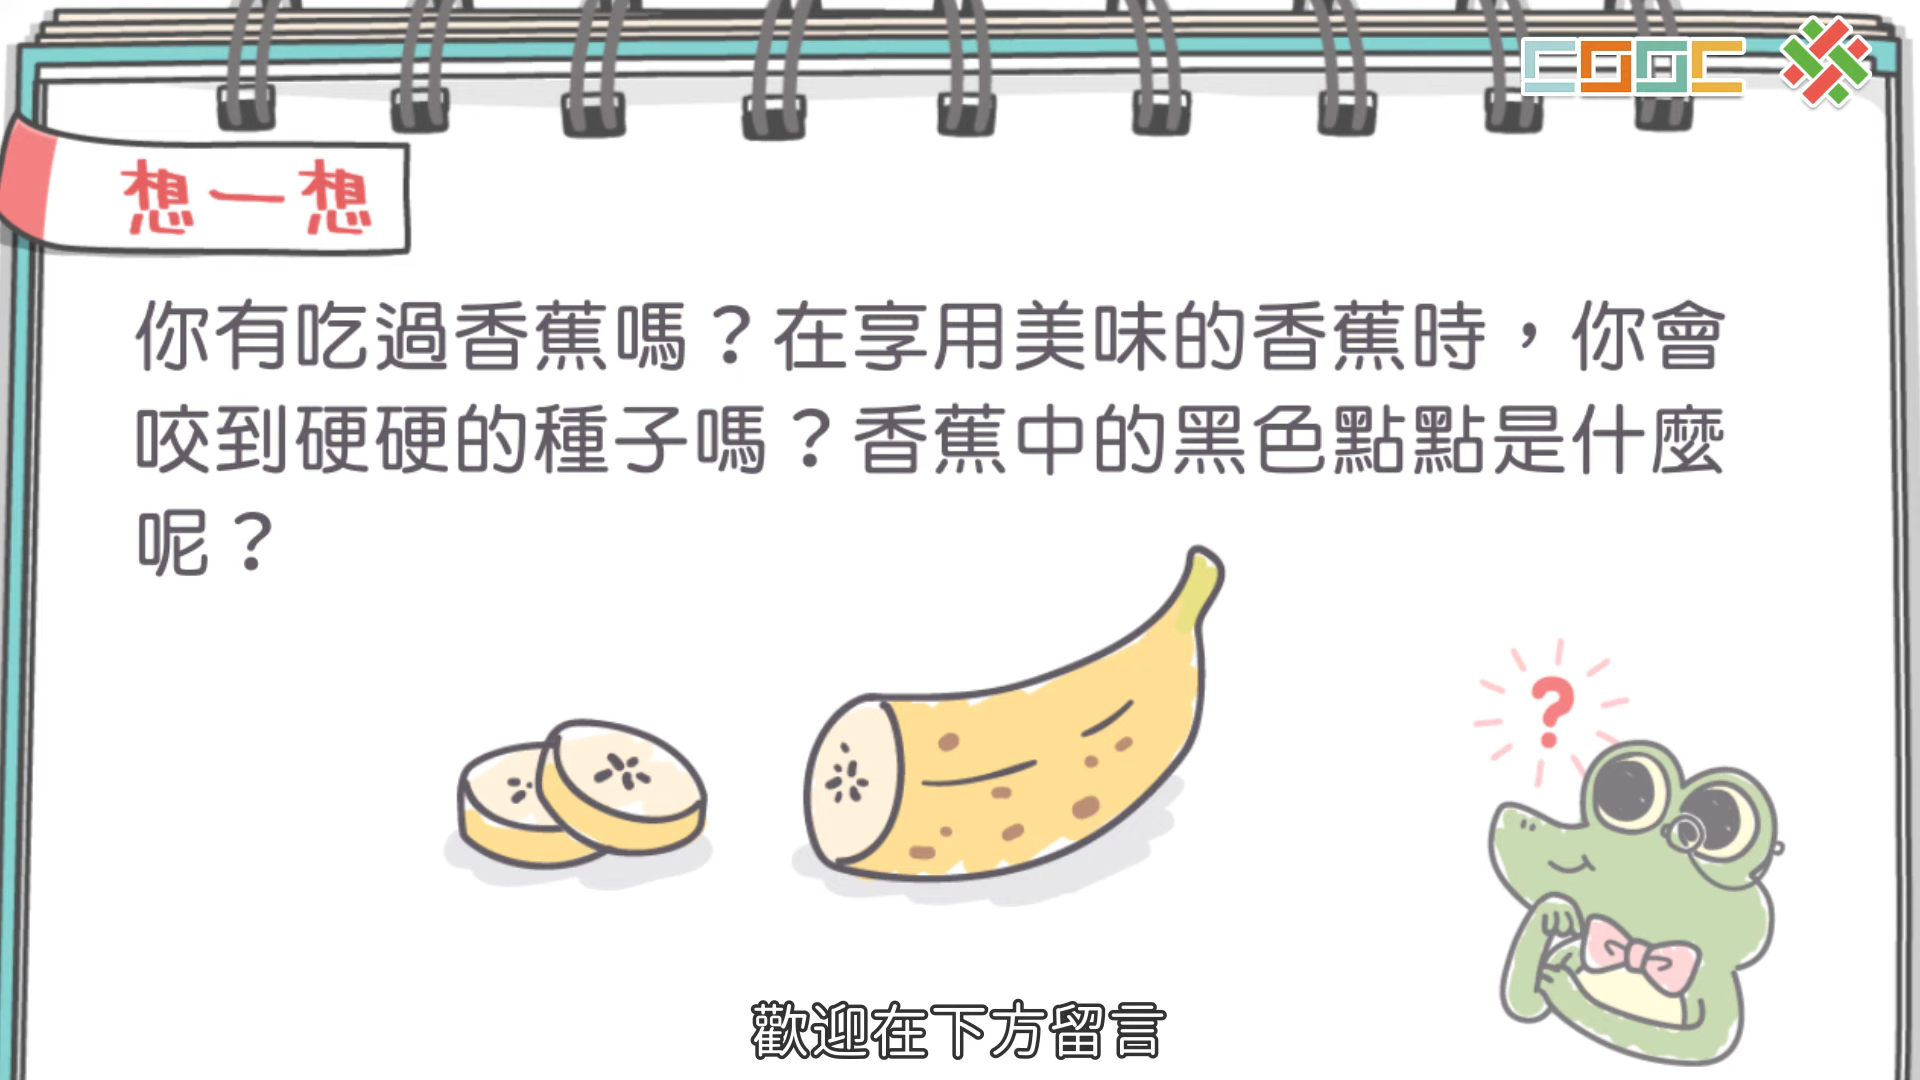 COOC
想一想
你有吃過香蕉嗎？在享用美味的香蕉時，你會
咬到硬硬的種子嗎？香蕉中的黑色點點是什麼
呢？
?
歡迎在下方留言